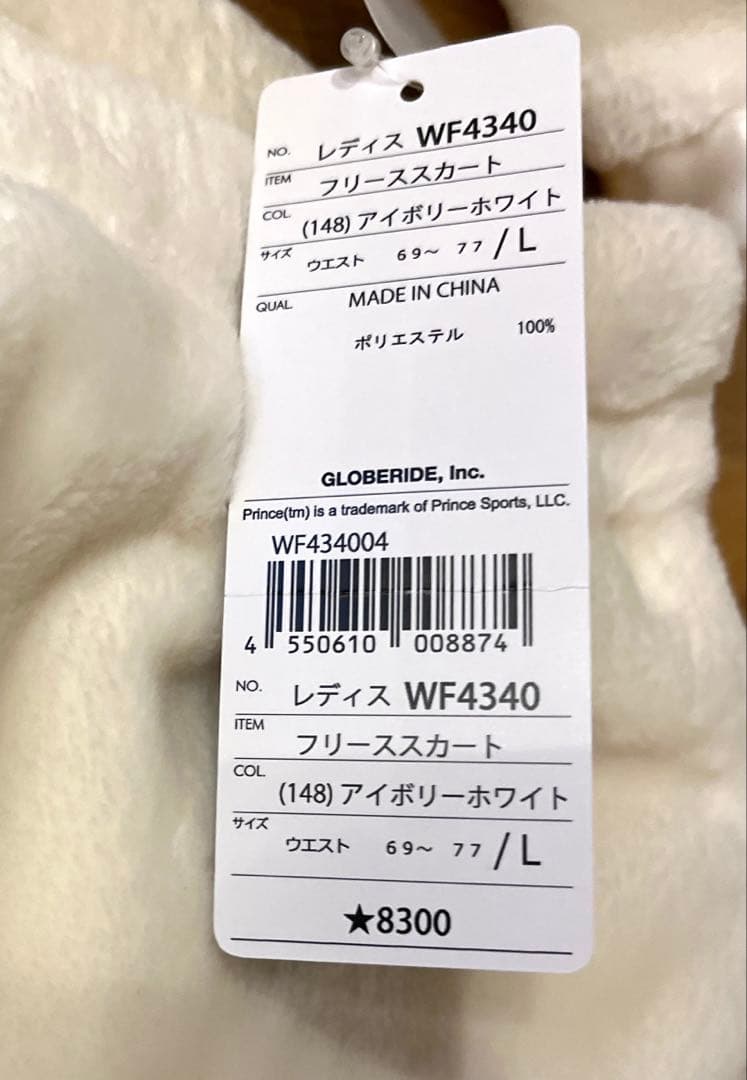 NO. レディス WF4340
ITEM フリーススカート
COL (148) アイボリーホワイト
サイズ ウエスト 69～ 77 / L
QUAL MADE IN CHINA
ポリエステル 100%
GLOBERIDE, Inc.
Prince(tm) is a trademark of Prince Sports, LLC.
WF434004
4 550610 008874
NO. レディス WF4340
ITEM フリーススカート
COL. (148) アイボリーホワイト
サイズ ウエスト 69～ 77 / L
★8300